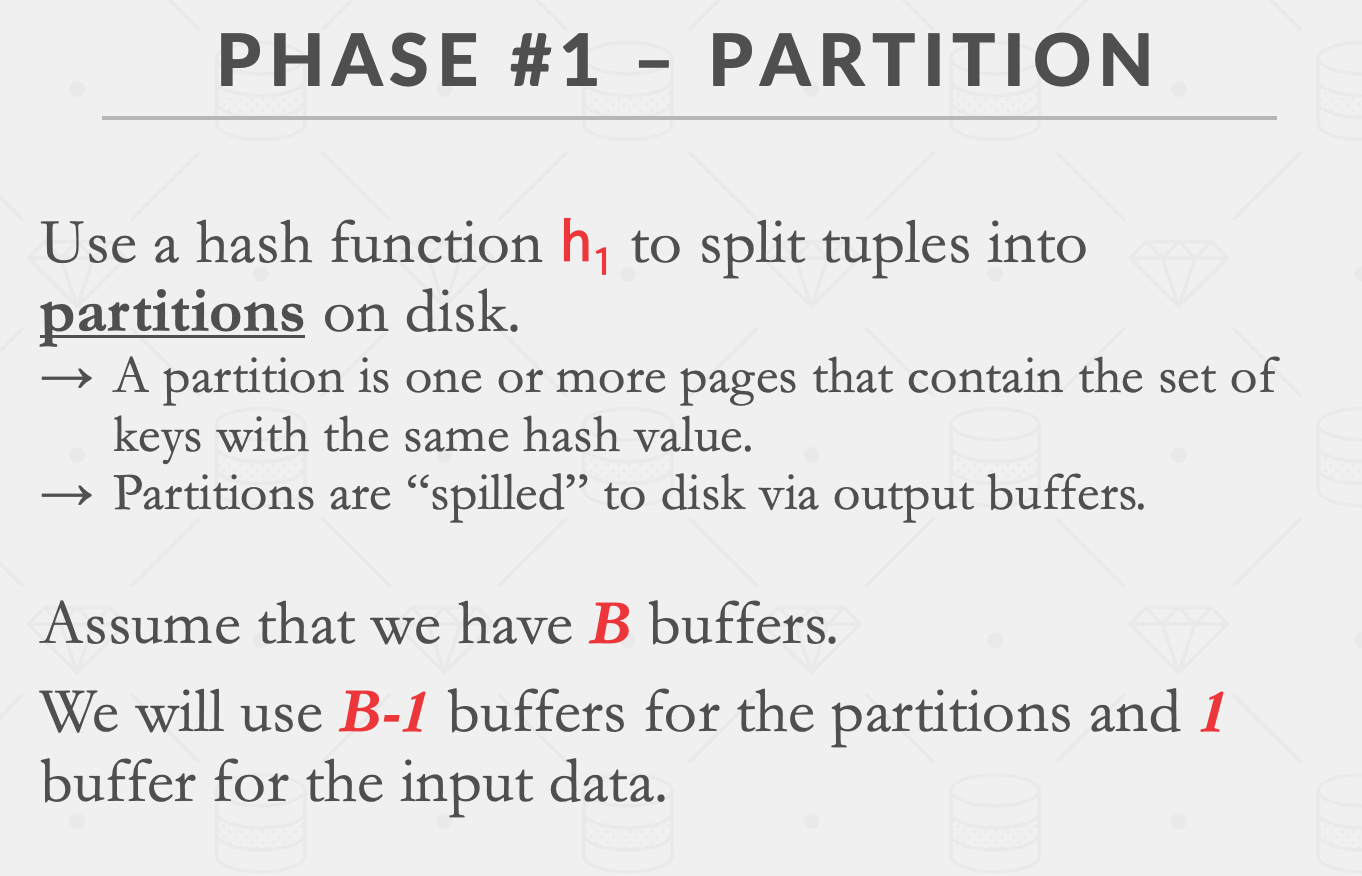 PHASE #1 – PARTITION
Use a hash function h₁ to split tuples into
partitions on disk.
→ A partition is one or more pages that contain the set of
keys with the same hash value.
→ Partitions are “spilled” to disk via output buffers.
Assume that we have B buffers.
We will use B-1 buffers for the partitions and 1
buffer for the input data.